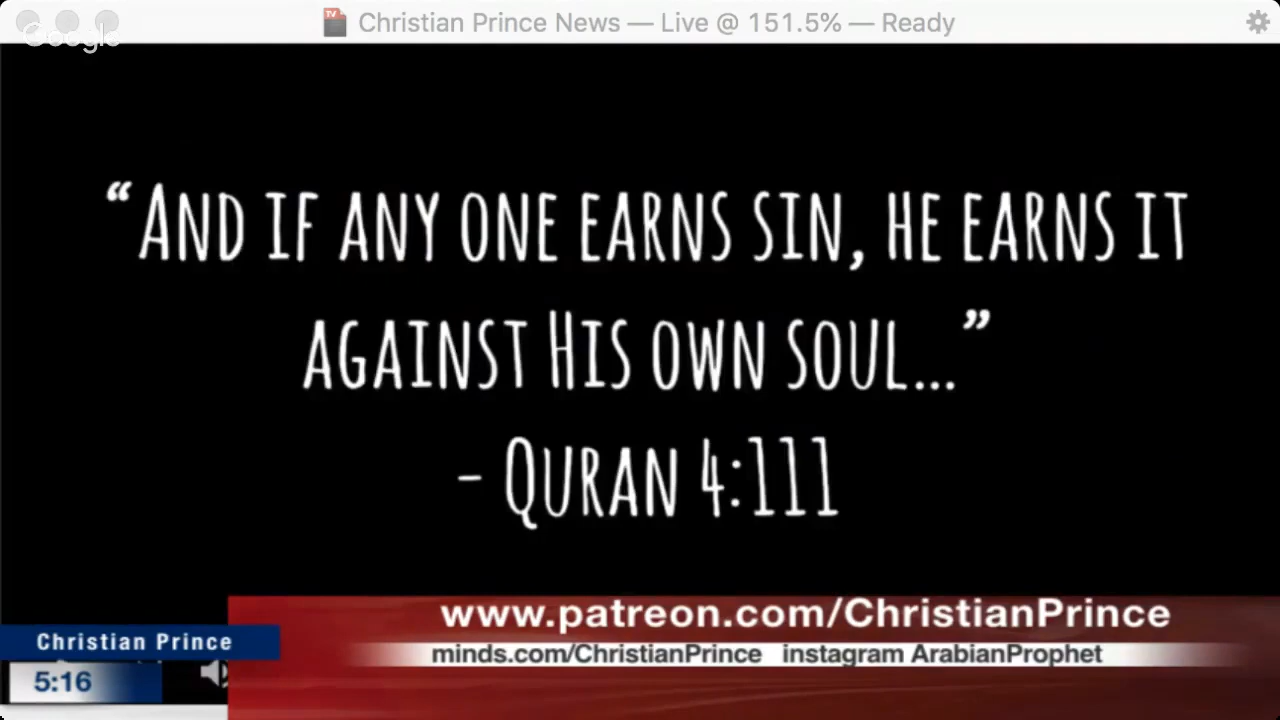 Christian Prince News — Live @ 151.5% — Ready
Google
“And if any one earns sin, he earns it
against His own soul...”
- Quran 4:111
www.patreon.com/ChristianPrince
Christian Prince
minds.com/ChristianPrince instagram ArabianProphet
5:16